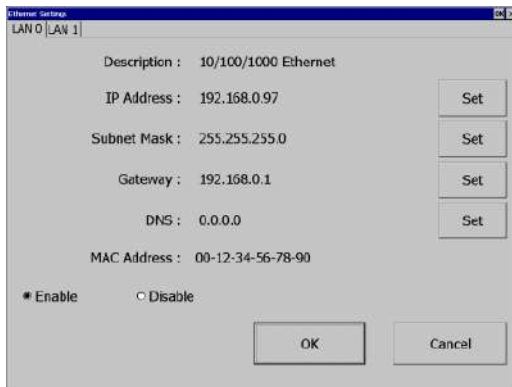 Ethernet Settings OK ×
LAN 0 LAN 1
Description : 10/100/1000 Ethernet
IP Address : 192.168.0.97 Set
Subnet Mask : 255.255.255.0 Set
Gateway : 192.168.0.1 Set
DNS : 0.0.0.0 Set
MAC Address : 00-12-34-56-78-90
Enable Disable
OK Cancel